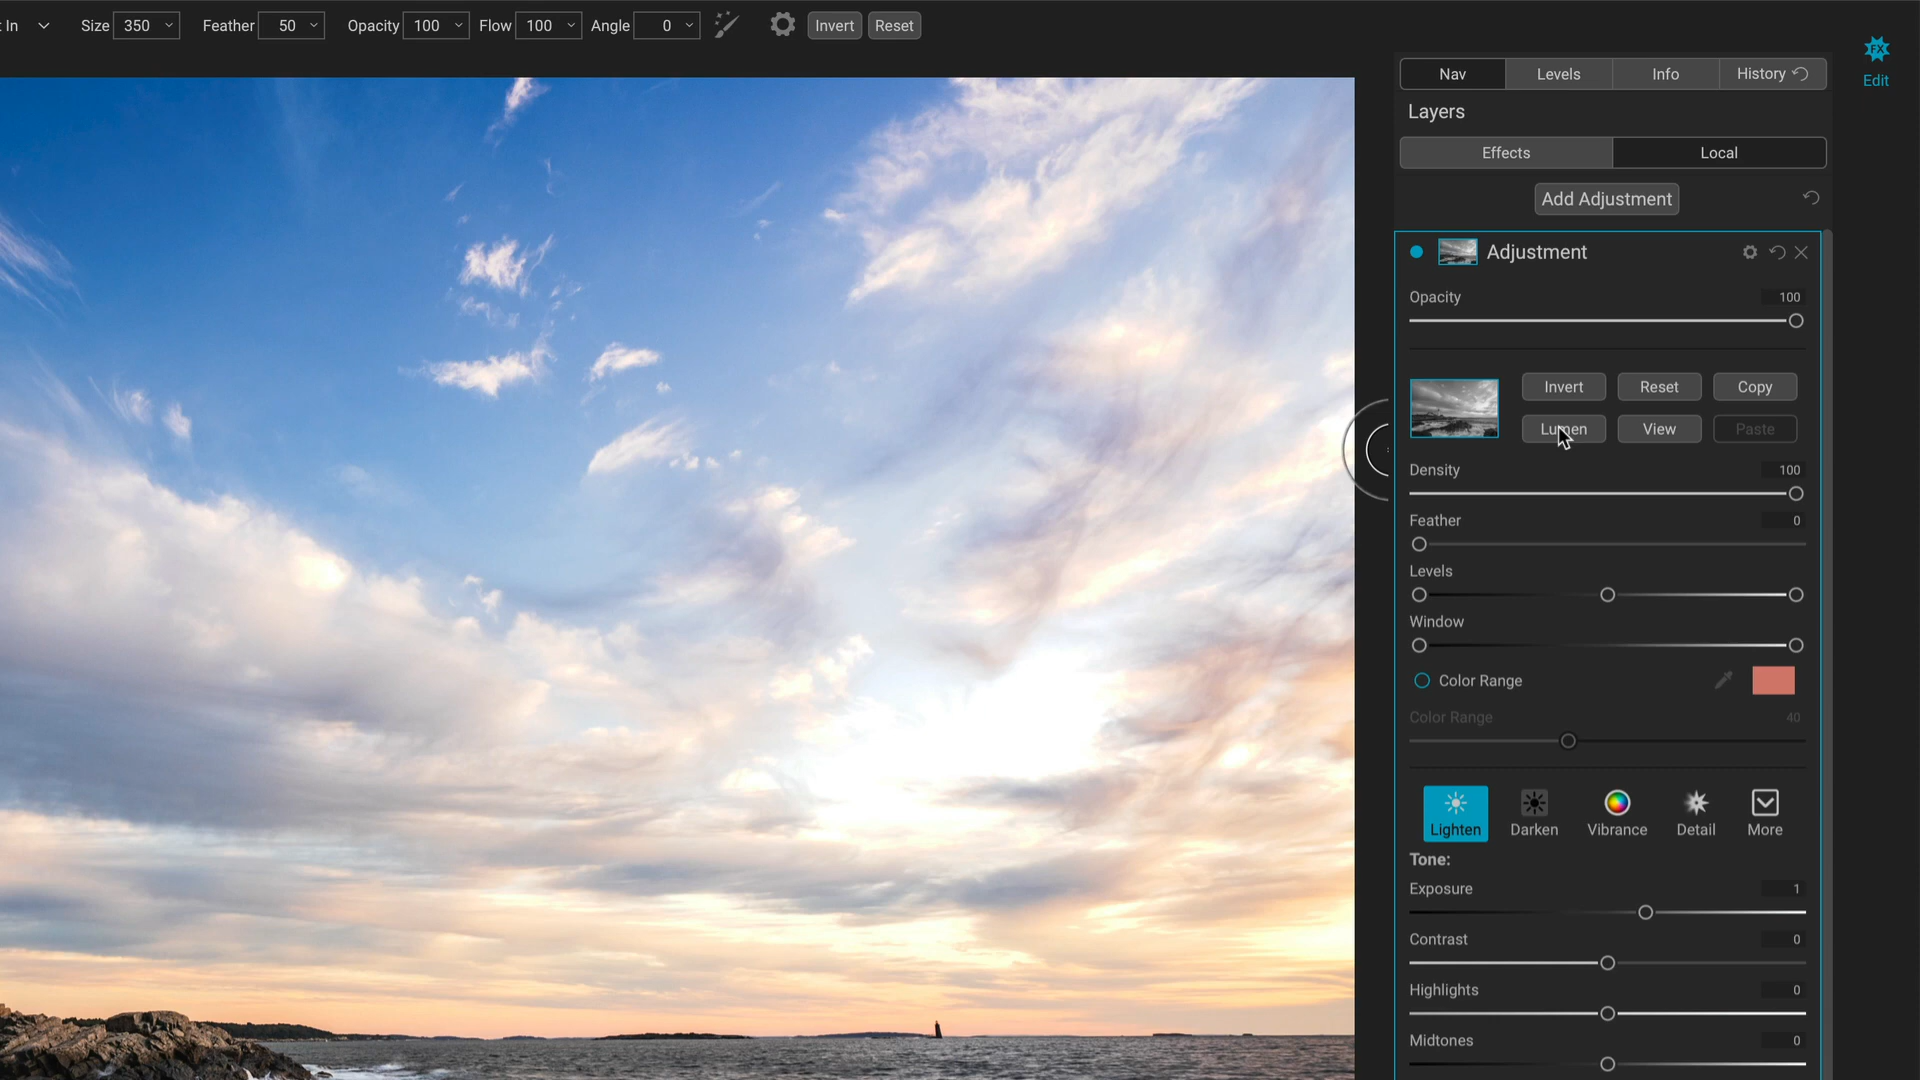 t In Size 350 Feather 50 Opacity 100 Flow 100 Angle 0 Invert Reset
FX
Edit
Nav Levels Info History
Layers
Effects Local
Add Adjustment
Adjustment
Opacity 100
Invert Reset Copy
Lumen View Paste
Density 100
Feather 0
Levels
Window
Color Range
Color Range 40
Lighten Darken Vibrance Detail More
Tone:
Exposure 1
Contrast 0
Highlights 0
Midtones 0